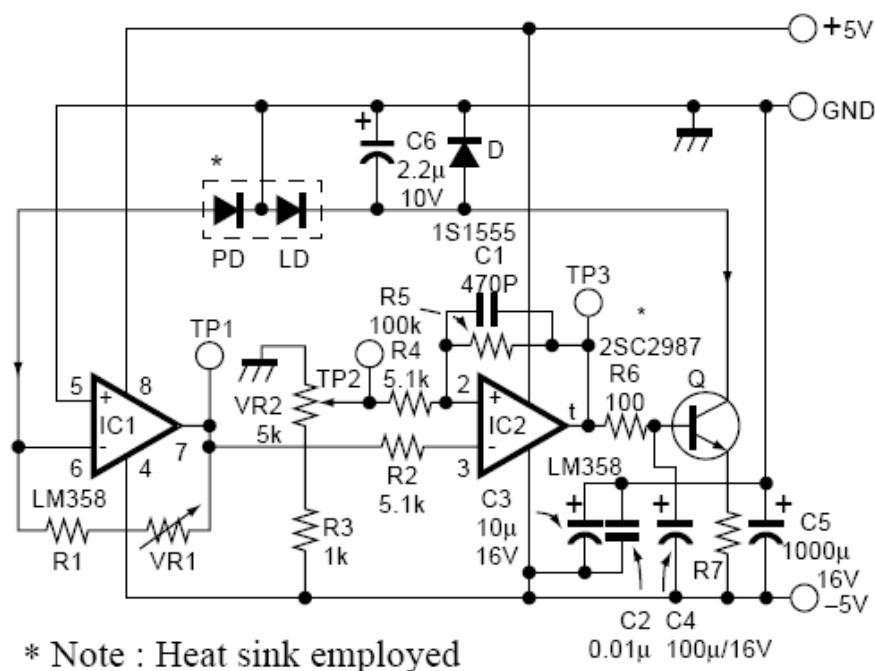 +5V
GND
+
C6
2.2μ
10V
D
*
PD
LD
1S1555
C1
470P
TP3
TP1
R5
100k
R4
5.1k
*
2SC2987
R6
100
Q
TP2
VR2
5k
5
+
8
IC1
7
6
-
4
LM358
2
+
IC2
t
-
3
R2
5.1k
LM358
C3
10μ
16V
+
+
+
C5
1000μ
16V
R1
VR1
R3
1k
R7
-5V
C2
0.01μ
C4
100μ/16V
* Note : Heat sink employed